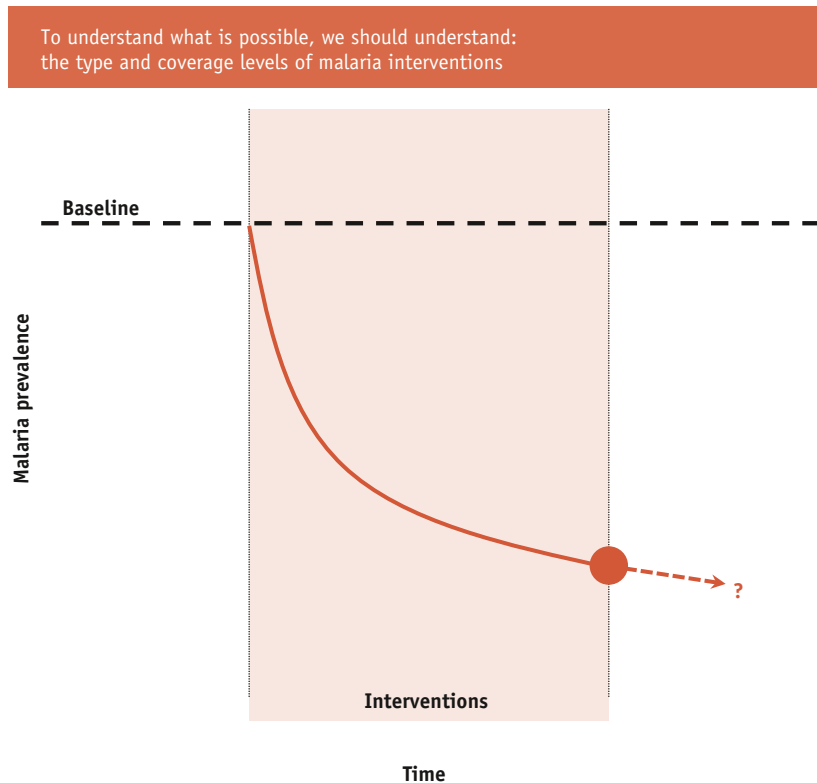 To understand what is possible, we should understand:
the type and coverage levels of malaria interventions
Baseline
Malaria prevalence
?
Interventions
Time